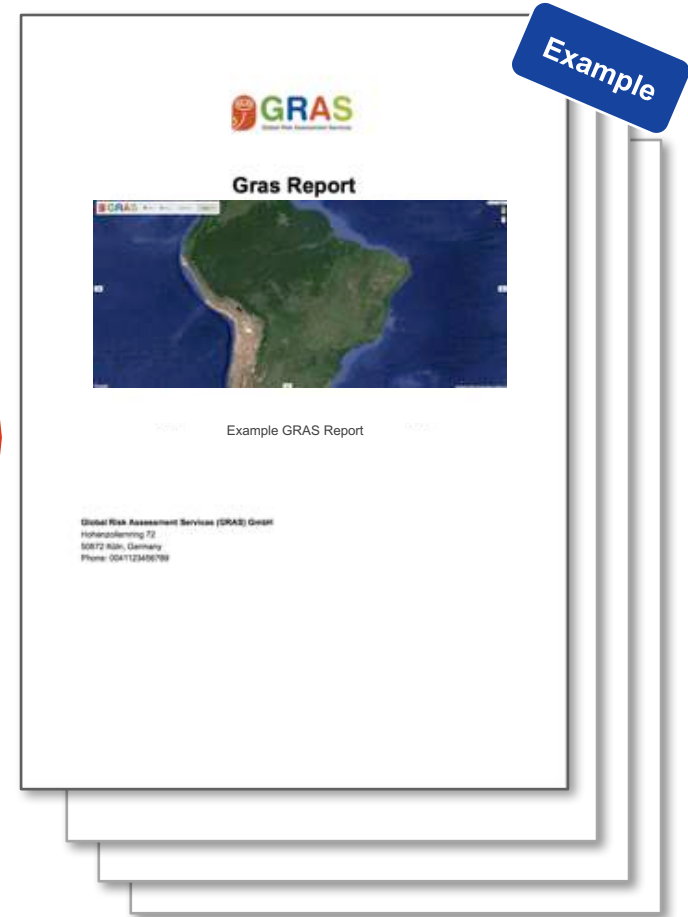 Example
GRAS
Global Risk Assessment Services
Gras Report
GRAS
Example GRAS Report
Global Risk Assessment Services (GRAS) GmbH
Hohenzollernring 72
50672 Köln, Germany
Phone: 0041123456789